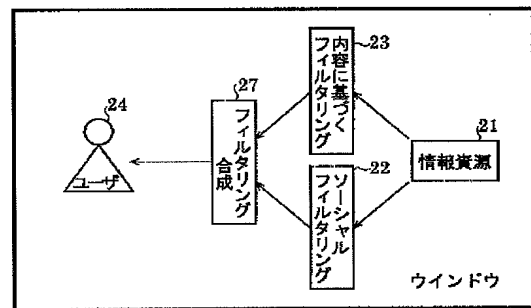 23
内容に基づく
フィルタリング
27
フィルタリング
合成
24
ユーザ
21
情報資源
22
ソーシャル
フィルタリング
ウインドウ